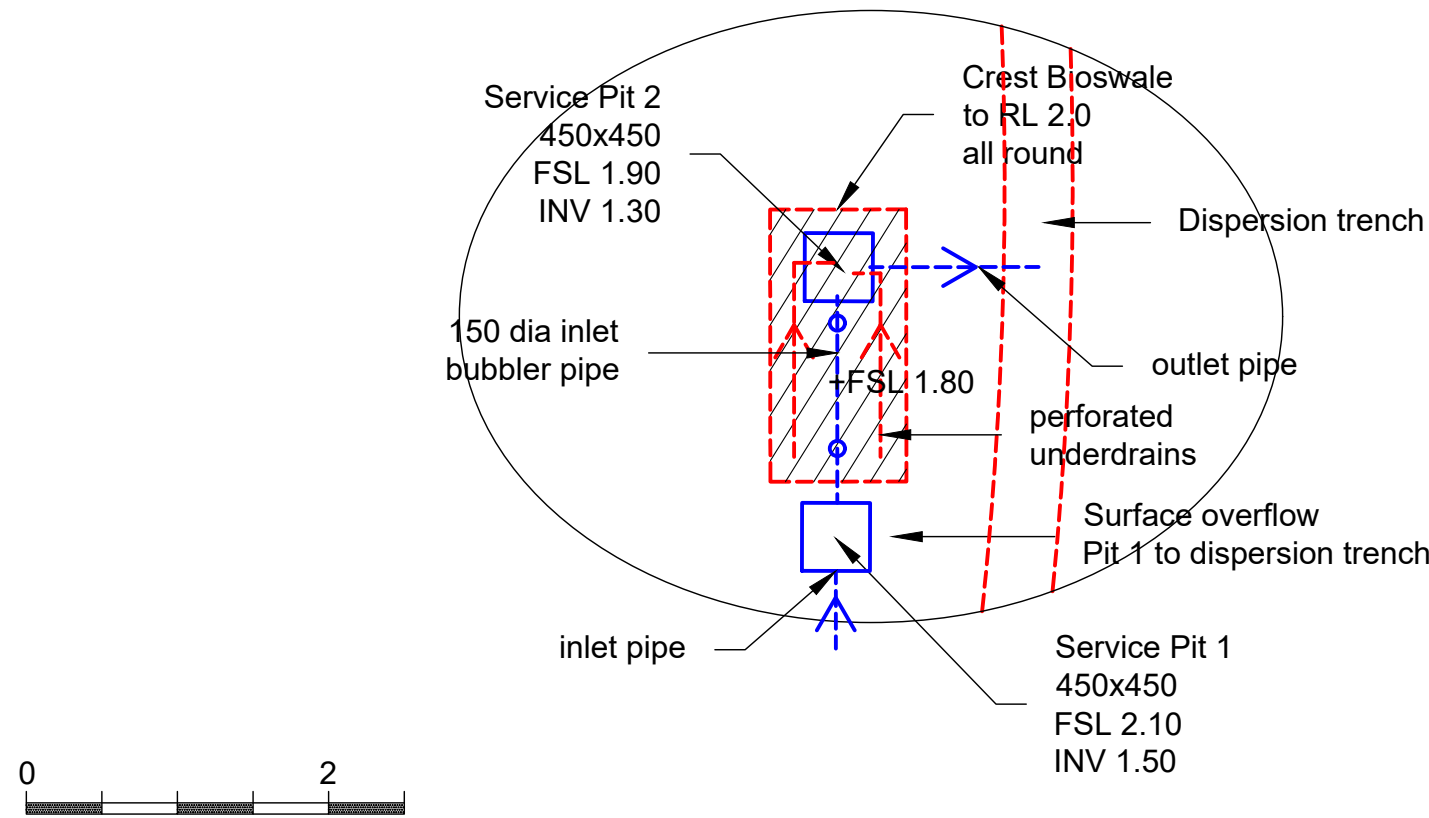 Crest Bioswale
to RL 2.0
all round
Service Pit 2
450x450
FSL 1.90
INV 1.30
Dispersion trench
150 dia inlet
bubbler pipe
outlet pipe
+FSL 1.80
perforated
underdrains
Surface overflow
Pit 1 to dispersion trench
inlet pipe
Service Pit 1
450x450
FSL 2.10
INV 1.50
0
2